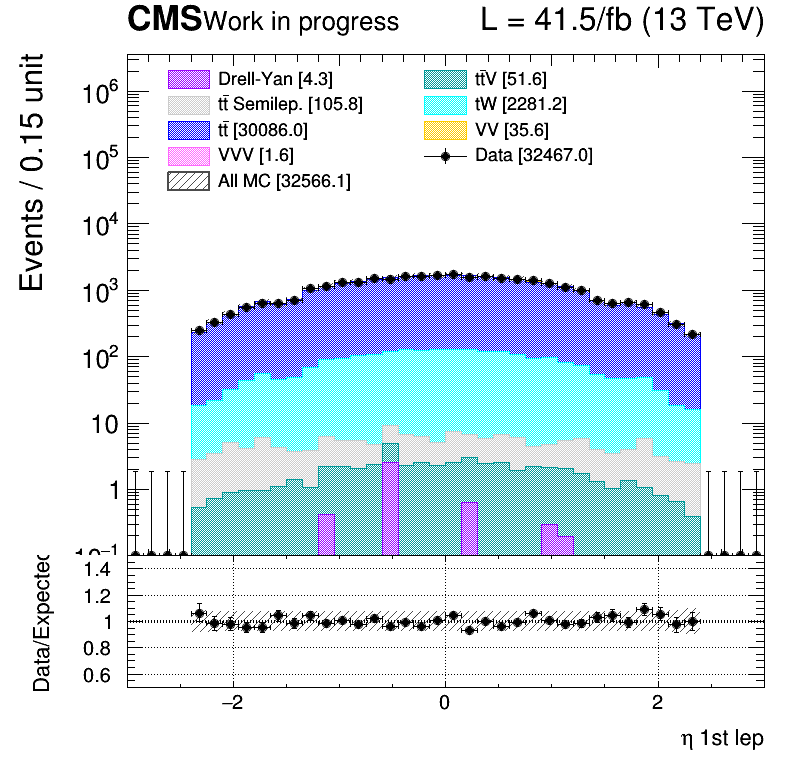 CMS Work in progress L = 41.5/fb (13 TeV)
Events / 0.15 unit
Drell-Yan [4.3] tt̄V [51.6]
tt̄ Semilep. [105.8] tW [2281.2]
tt̄ [30086.0] VV [35.6]
VVV [1.6] Data [32467.0]
All MC [32566.1]
10⁶
10⁵
10⁴
10³
10²
10
1
10⁻¹
Data/Expected
1.4
1.2
1
0.8
0.6
−2 0 2
η 1st lep